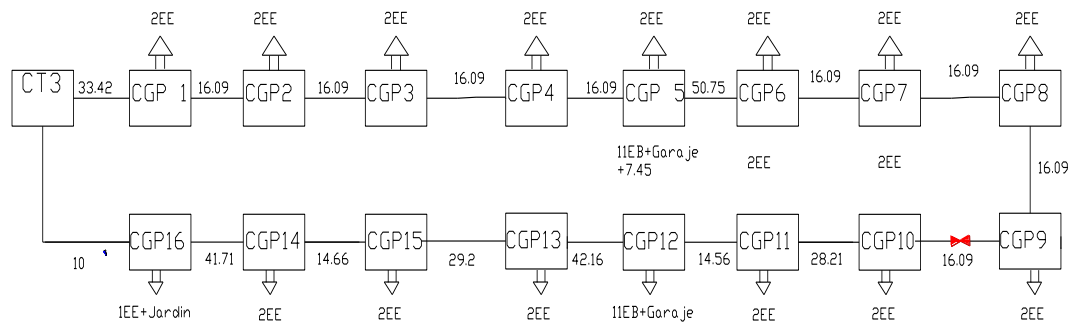 2EE 2EE 2EE 2EE 2EE 2EE 2EE 2EE
CT3 33.42 CGP 1 16.09 CGP2 16.09 CGP3 16.09 CGP4 16.09 CGP 5 50.75 CGP6 16.09 CGP7 16.09 CGP8
11EB+Garaje 2EE 2EE 16.09
+7.45
CGP16 CGP14 CGP15 CGP13 CGP12 CGP11 CGP10 CGP9
10 41.71 14.66 29.2 42.16 14.56 28.21 16.09
1EE+Jardin 2EE 2EE 2EE 11EB+Garaje 2EE 2EE 2EE